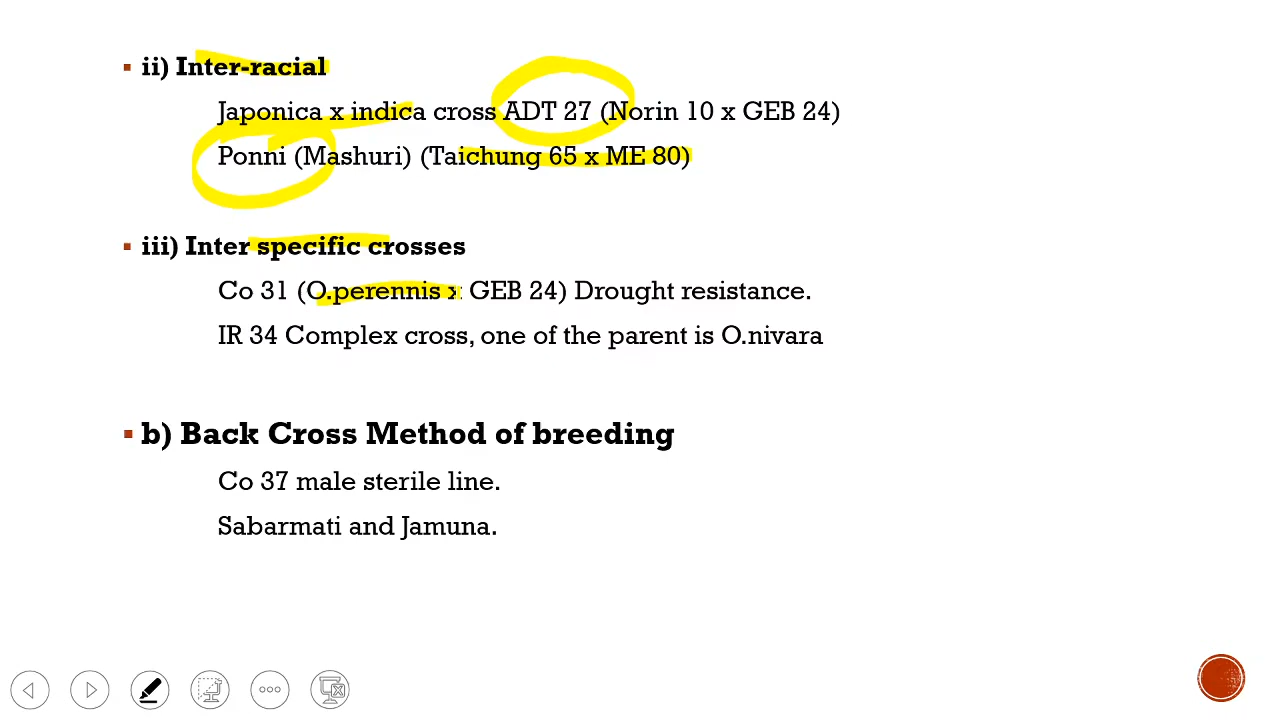 ii) Inter-racial
Japonica x indica cross ADT 27 (Norin 10 x GEB 24)
Ponni (Mashuri) (Taichung 65 x ME 80)
iii) Inter specific crosses
Co 31 (O.perennis x GEB 24) Drought resistance.
IR 34 Complex cross, one of the parent is O.nivara
b) Back Cross Method of breeding
Co 37 male sterile line.
Sabarmati and Jamuna.